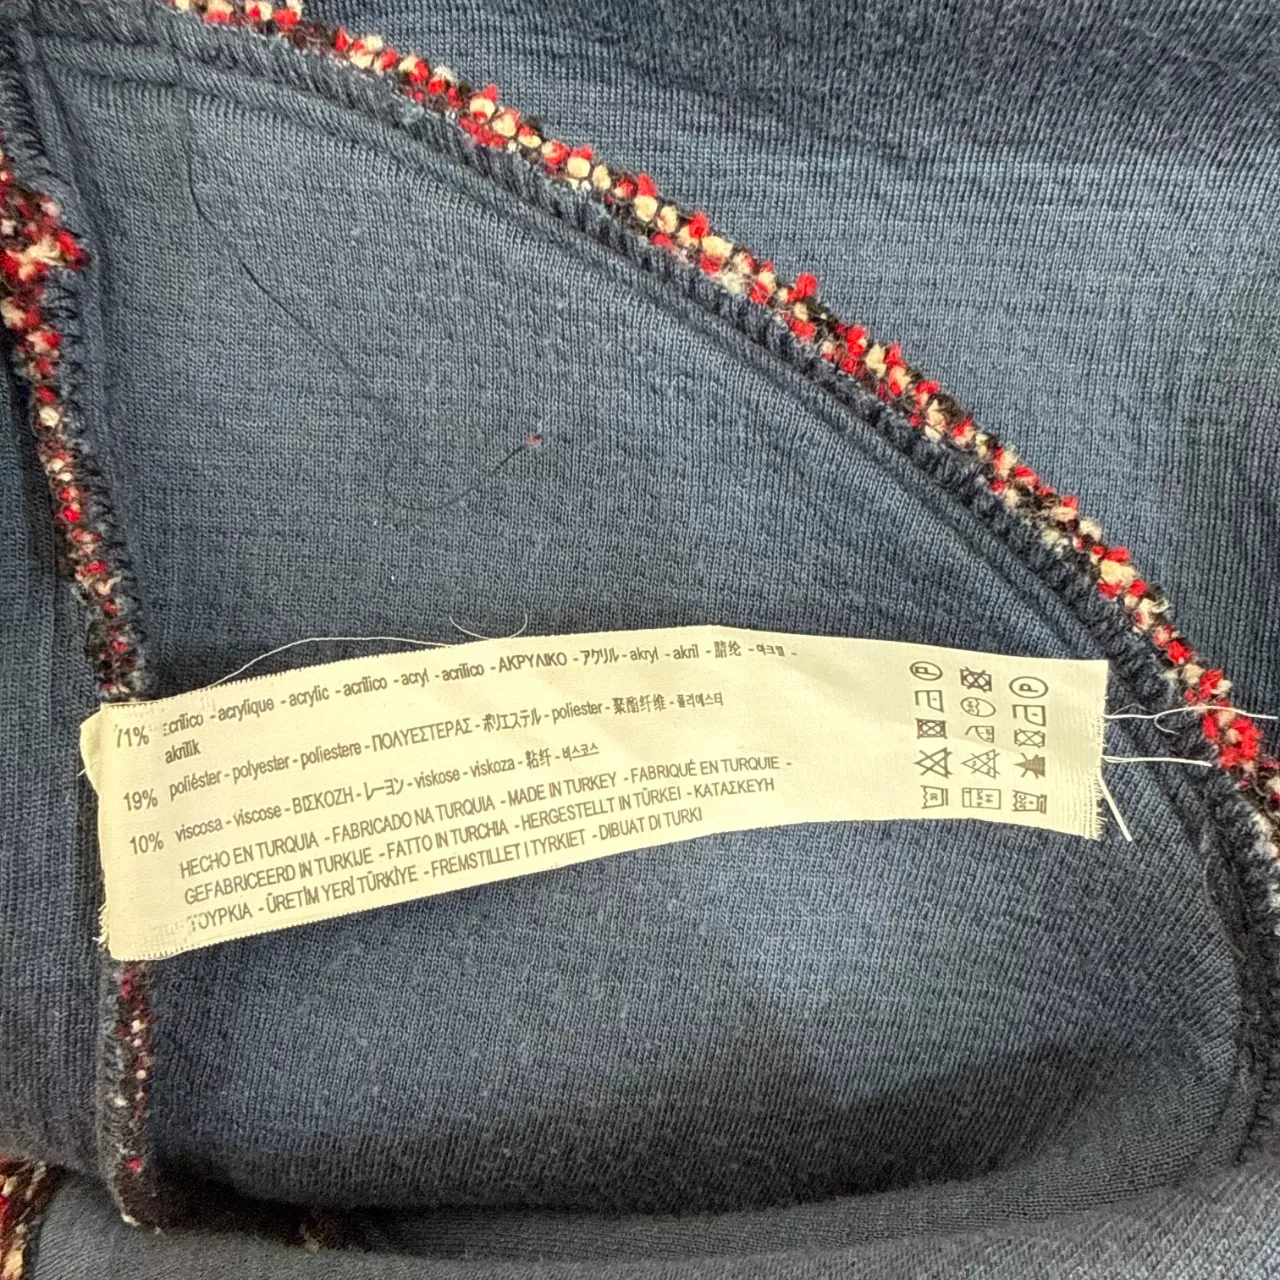 71% acrílico - acrylique - acrylic - acrílico - acryl - acrilico - ΑΚΡΥΛΙΚΟ - アクリル - akryl - akril - 腈纶 - 아크릴 -
akrilik
19% poliéster - polyester - poliestere - ΠΟΛΥΕΣΤΕΡΑΣ - ポリエステル - poliester - 聚酯纤维 - 폴리에스터
10% viscosa - viscose - ΒΙΣΚΟΖΗ - レーヨン - viskose - viskoza - 粘纤 - 비스코스
HECHO EN TURQUIA - FABRICADO NA TURQUIA - MADE IN TURKEY - FABRIQUÉ EN TURQUIE -
GEFABRICEERD IN TURKIJE - FATTO IN TURCHIA - HERGESTELLT IN TÜRKEI - ΚΑΤΑΣΚΕΥΗ
ΤΟΥΡΚΙΑ - ÜRETİM YERİ TÜRKİYE - FREMSTILLET I TYRKIET - DIBUAT DI TURKI